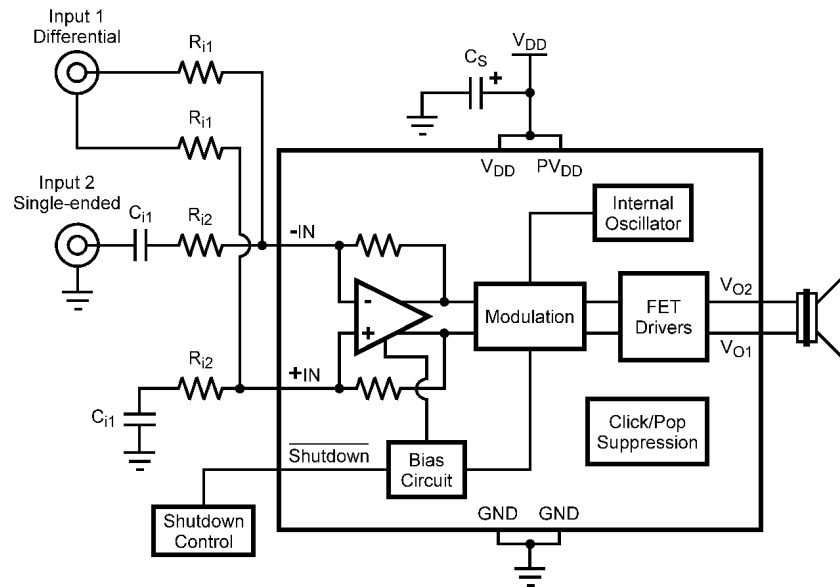 Input 1
Differential
Ri1
Ri1
Input 2
Single-ended
Ci1
Ri2
Ri2
Ci1
CS
+
VDD
VDD
PVDD
-IN
+IN
-
+
Internal
Oscillator
Modulation
FET
Drivers
VO2
VO1
Click/Pop
Suppression
Shutdown
Bias
Circuit
Shutdown
Control
GND
GND